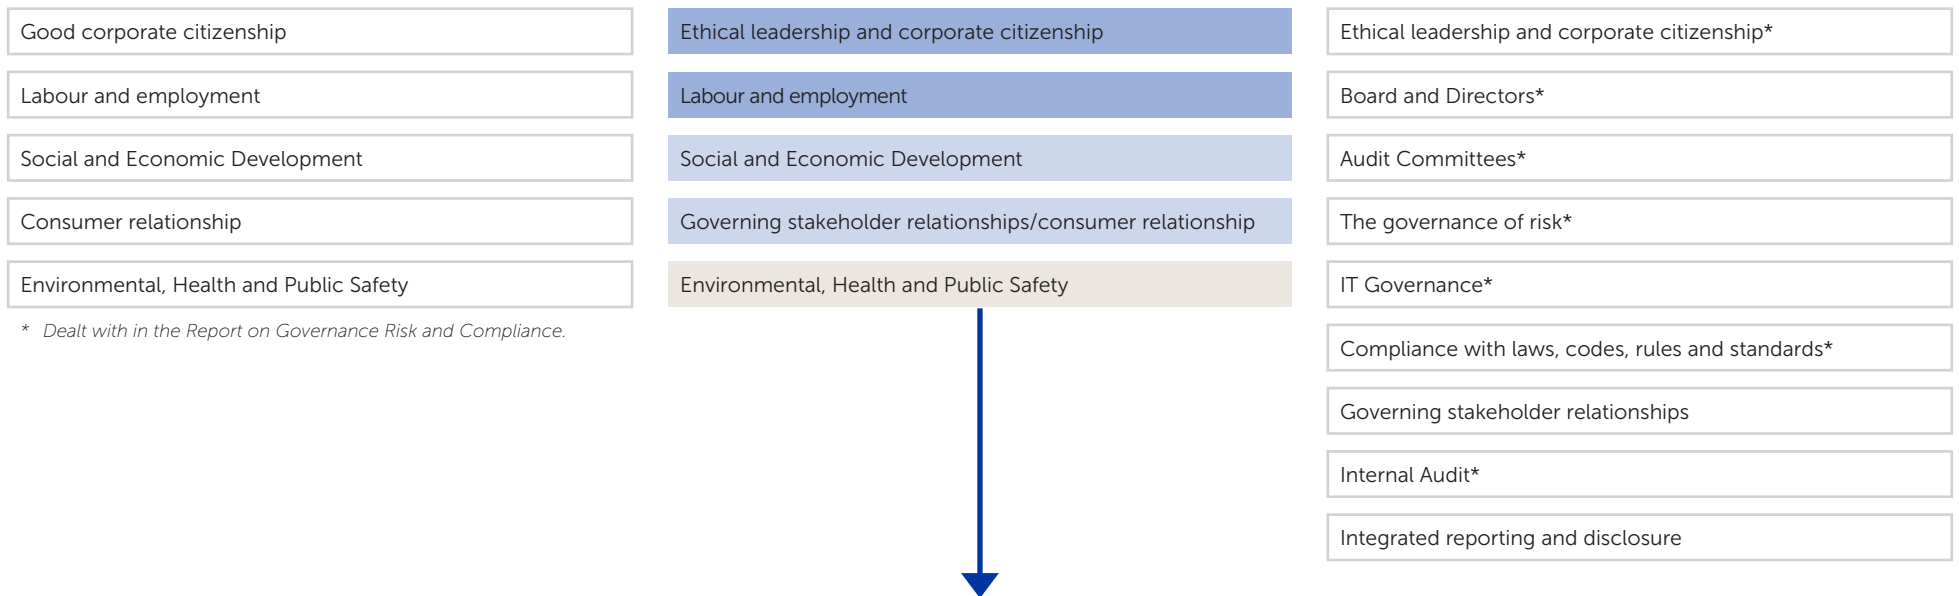 Good corporate citizenship
Labour and employment
Social and Economic Development
Consumer relationship
Environmental, Health and Public Safety
* Dealt with in the Report on Governance Risk and Compliance.
Ethical leadership and corporate citizenship
Labour and employment
Social and Economic Development
Governing stakeholder relationships/consumer relationship
Environmental, Health and Public Safety
Ethical leadership and corporate citizenship*
Board and Directors*
Audit Committees*
The governance of risk*
IT Governance*
Compliance with laws, codes, rules and standards*
Governing stakeholder relationships
Internal Audit*
Integrated reporting and disclosure